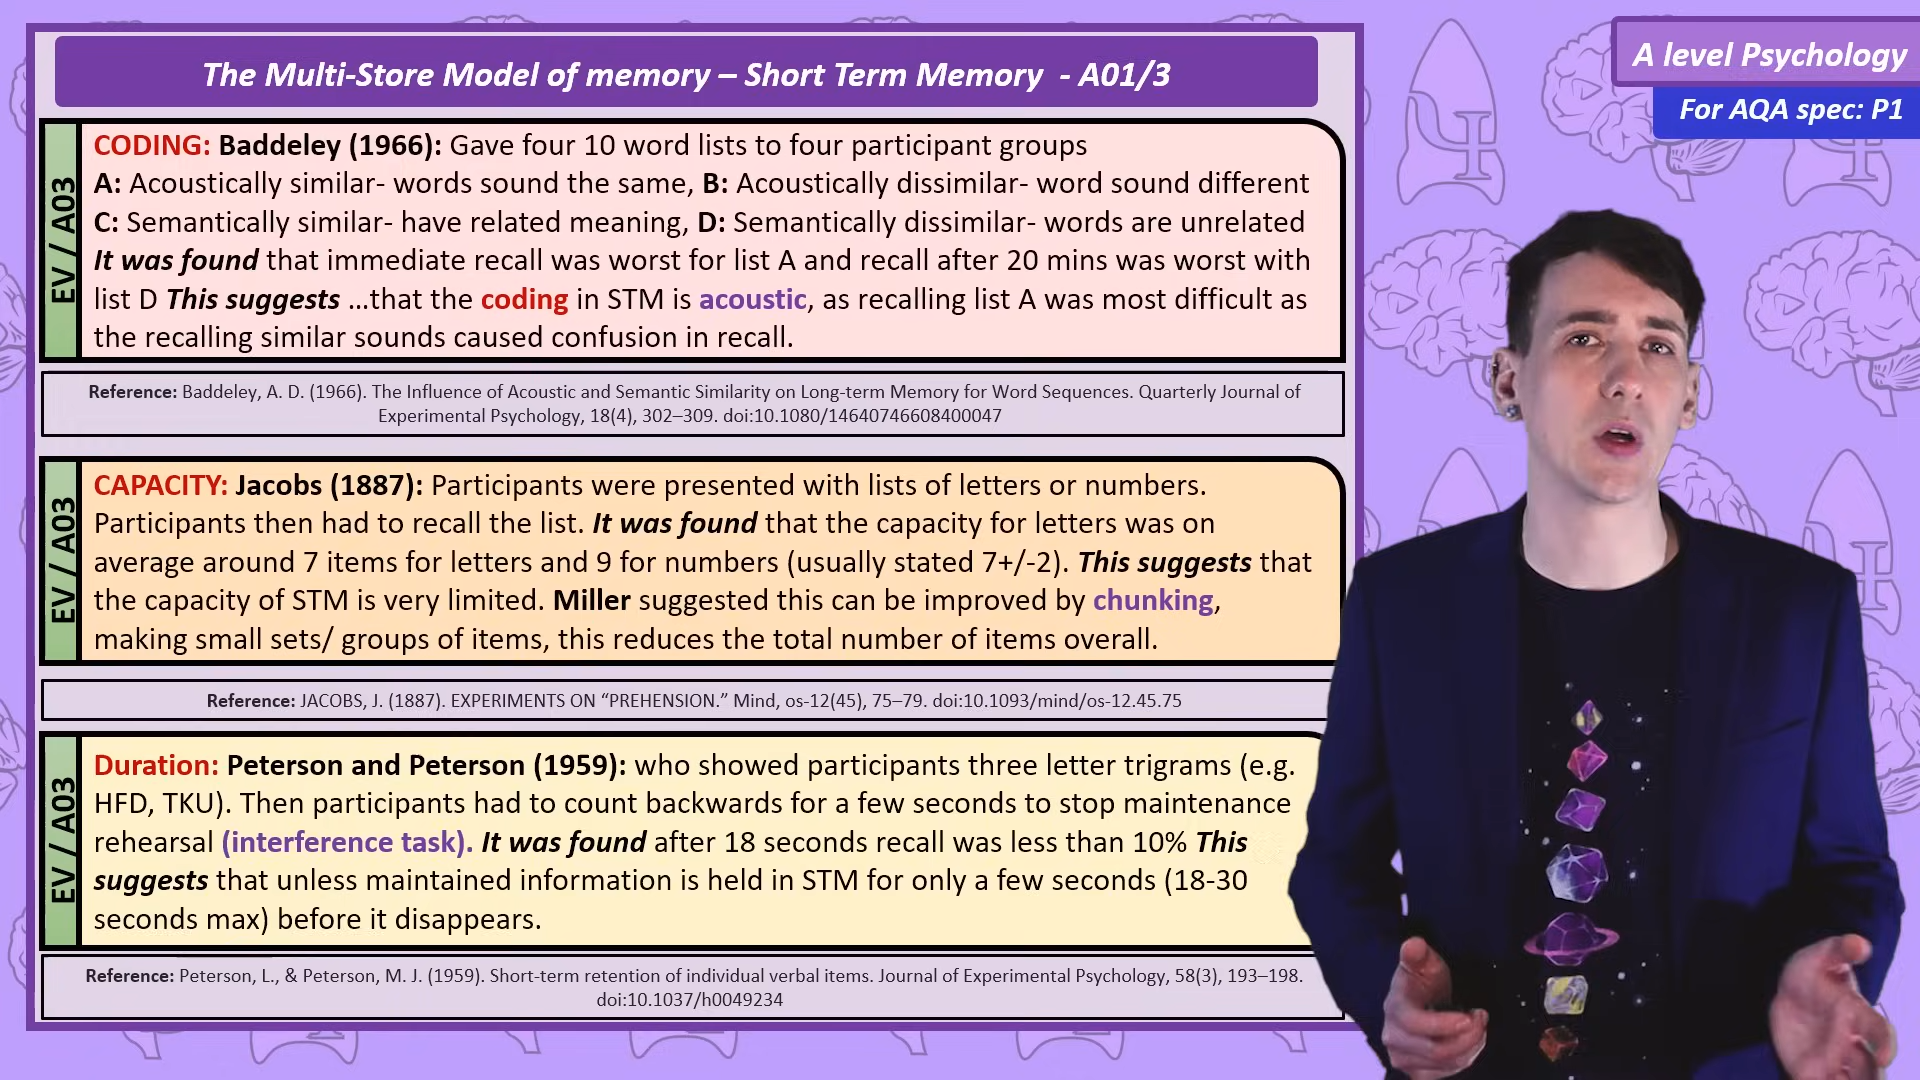 The Multi-Store Model of memory – Short Term Memory  - A01/3
A level Psychology
For AQA spec: P1
EV / A03
CODING: Baddeley (1966): Gave four 10 word lists to four participant groups
A: Acoustically similar- words sound the same, B: Acoustically dissimilar- word sound different
C: Semantically similar- have related meaning, D: Semantically dissimilar- words are unrelated
It was found that immediate recall was worst for list A and recall after 20 mins was worst with
list D This suggests ...that the coding in STM is acoustic, as recalling list A was most difficult as
the recalling similar sounds caused confusion in recall.
Reference: Baddeley, A. D. (1966). The Influence of Acoustic and Semantic Similarity on Long-term Memory for Word Sequences. Quarterly Journal of
Experimental Psychology, 18(4), 302–309. doi:10.1080/14640746608400047
EV / A03
CAPACITY: Jacobs (1887): Participants were presented with lists of letters or numbers.
Participants then had to recall the list. It was found that the capacity for letters was on
average around 7 items for letters and 9 for numbers (usually stated 7+/-2). This suggests that
the capacity of STM is very limited. Miller suggested this can be improved by chunking,
making small sets/ groups of items, this reduces the total number of items overall.
Reference: JACOBS, J. (1887). EXPERIMENTS ON “PREHENSION.” Mind, os-12(45), 75–79. doi:10.1093/mind/os-12.45.75
EV / A03
Duration: Peterson and Peterson (1959): who showed participants three letter trigrams (e.g.
HFD, TKU). Then participants had to count backwards for a few seconds to stop maintenance
rehearsal (interference task). It was found after 18 seconds recall was less than 10% This
suggests that unless maintained information is held in STM for only a few seconds (18-30
seconds max) before it disappears.
Reference: Peterson, L., & Peterson, M. J. (1959). Short-term retention of individual verbal items. Journal of Experimental Psychology, 58(3), 193–198.
doi:10.1037/h0049234